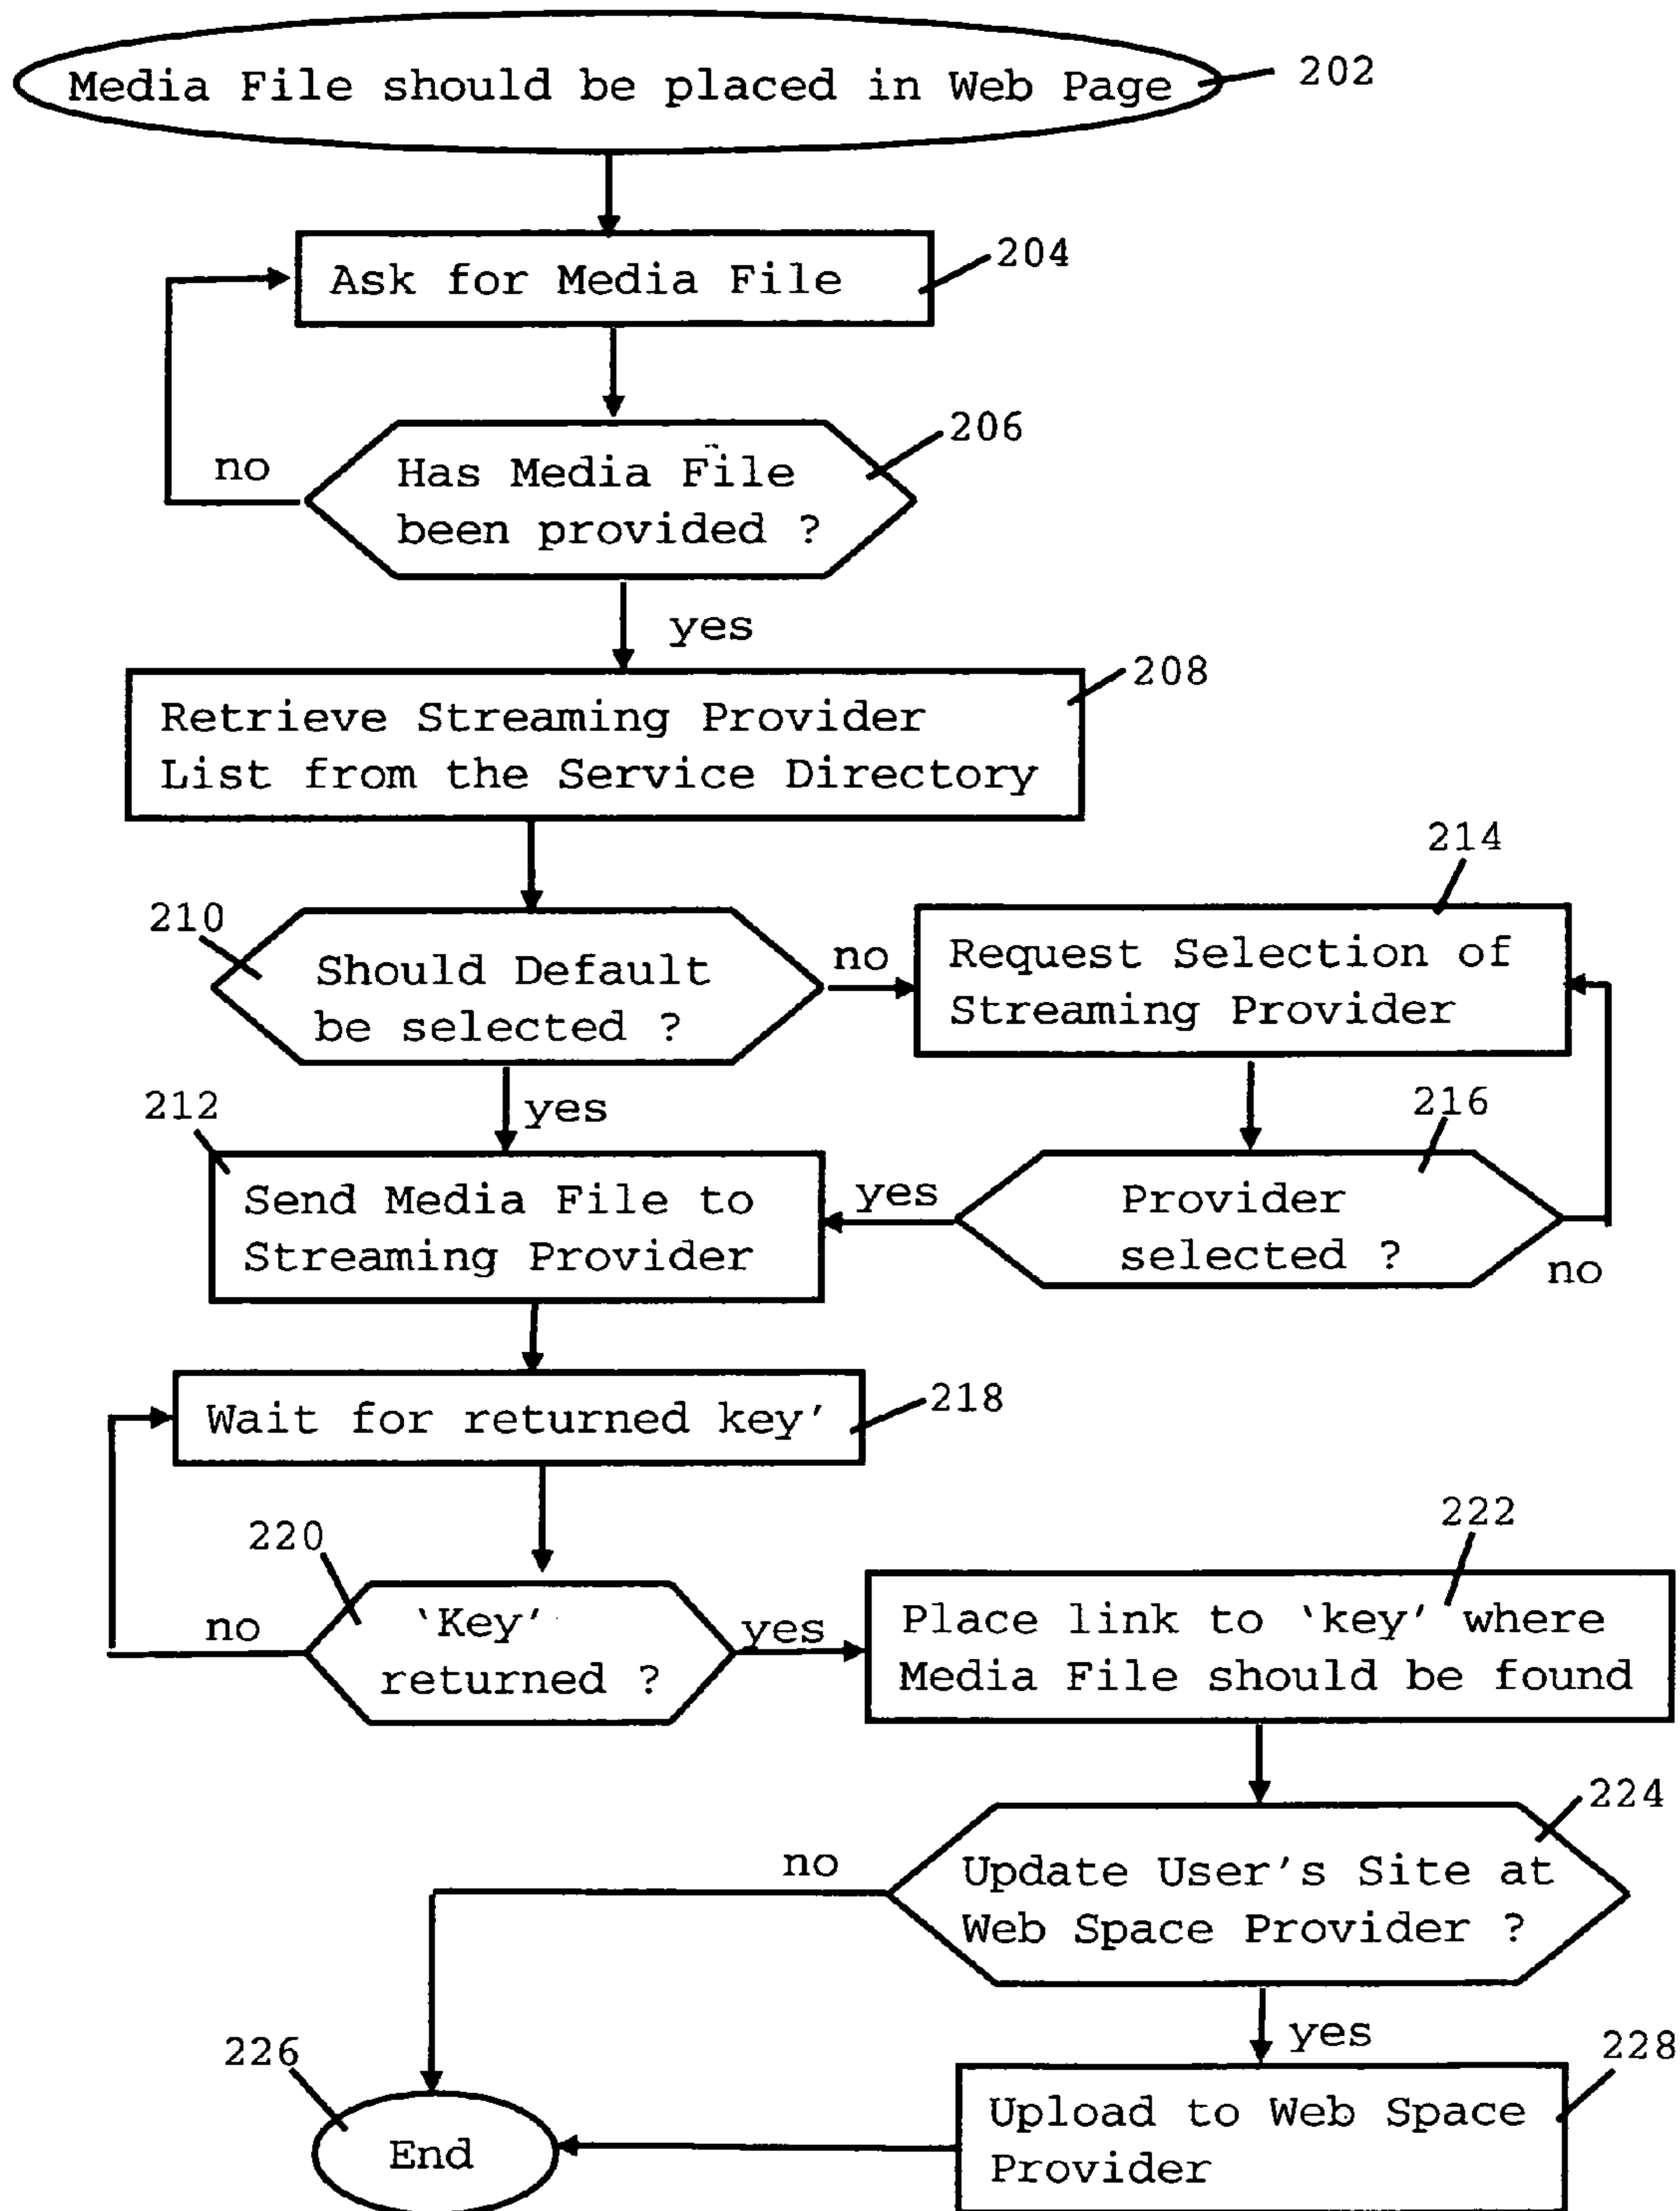 Media File should be placed in Web Page
202
Ask for Media File
204
206
Has Media File
been provided ?
no
yes
208
Retrieve Streaming Provider
List from the Service Directory
214
210
Should Default
be selected ?
no
Request Selection of
Streaming Provider
212
yes
216
Send Media File to
Streaming Provider
yes
Provider
selected ?
no
Wait for returned key'
218
220
222
no
'Key'
returned ?
yes
Place link to 'key' where
Media File should be found
224
no
Update User's Site at
Web Space Provider ?
yes
226
228
End
Upload to Web Space
Provider